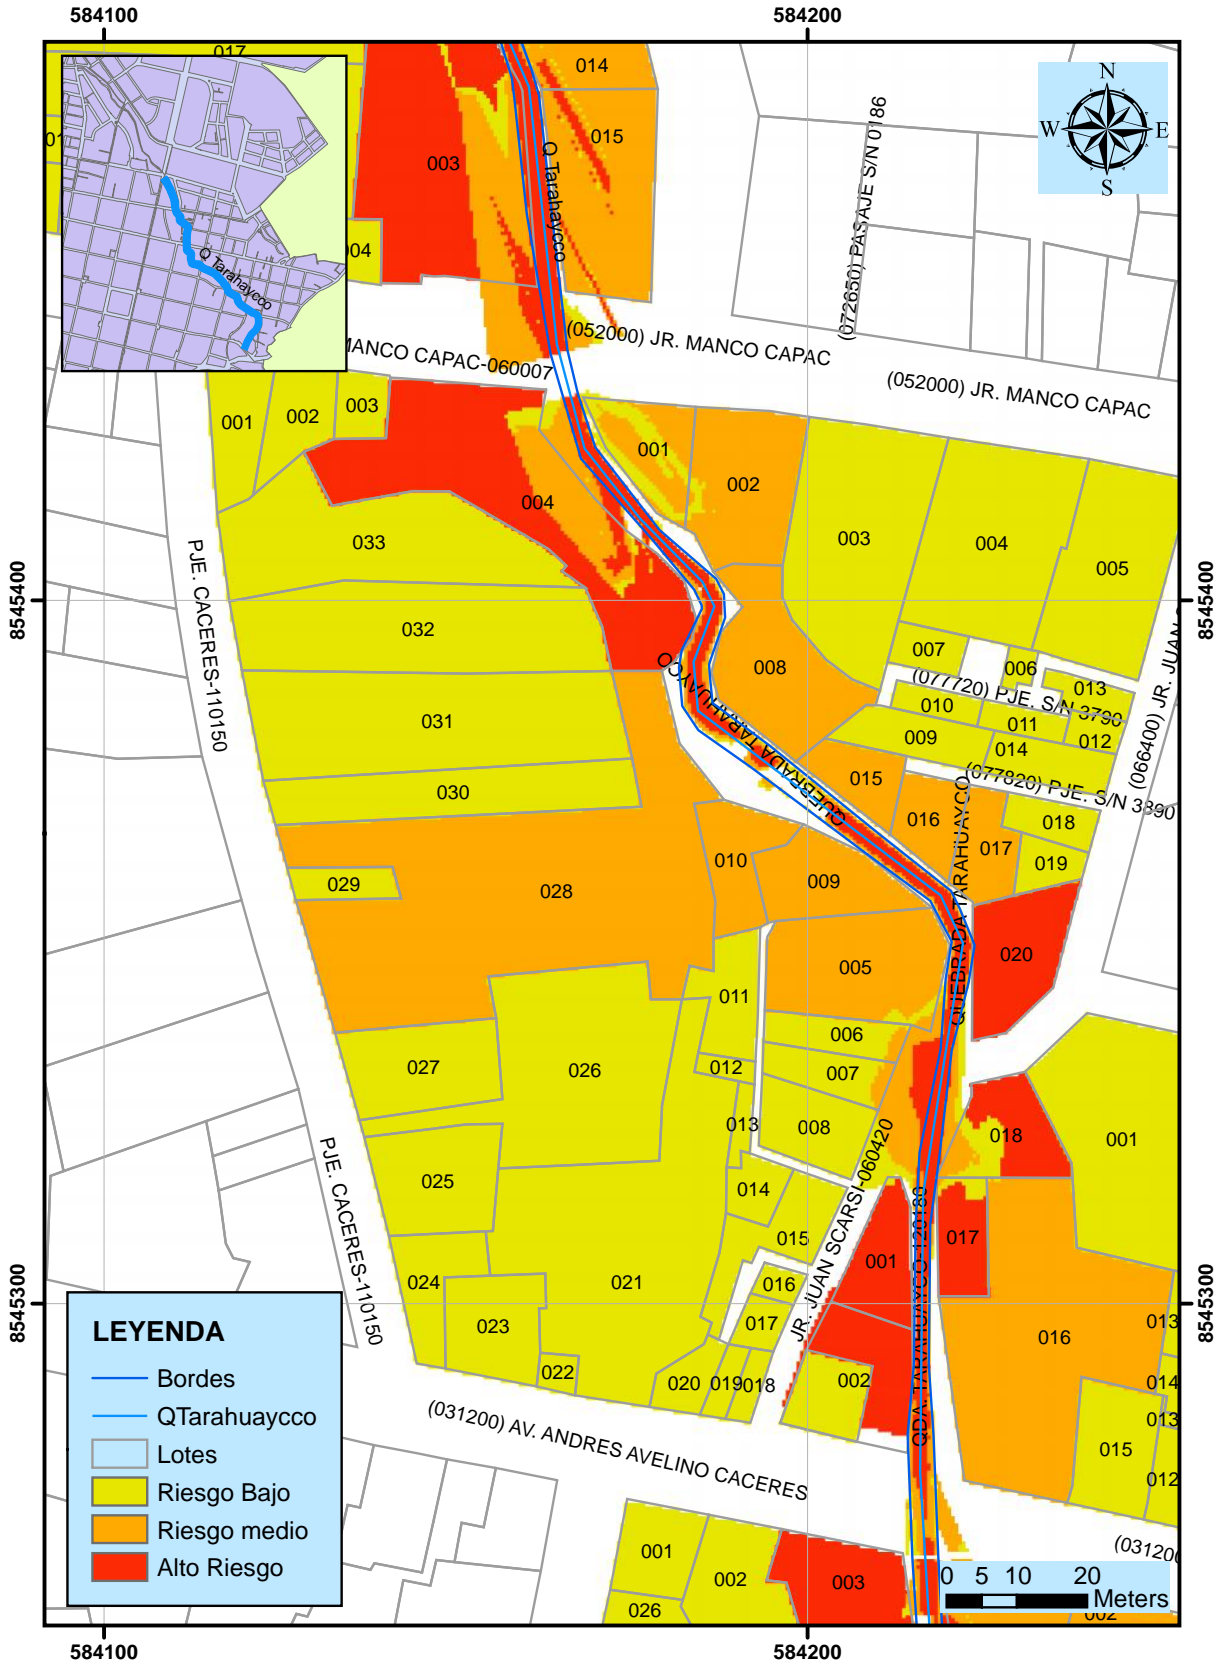 584100
584200
017
014
N
W
E
S
01
003
015
(072650) PASAJE S/N 0186
Q Tarahaycco
Q Tarahaycco
004
(052000) JR. MANCO CAPAC
MANCO CAPAC-060007
(052000) JR. MANCO CAPAC
001
002
003
001
002
004
003
004
033
005
PJE. CACERES-110150
8545400
8545400
032
007
006
008
QUEBRADA TARAHUAYCO
(077720) PJE. S/N 3790
013
010
011
012
031
009
014
(066400) JR. JUAN
015
(077820) PJE. S/N 3890
030
016
018
QUEBRADA TARAHUAYCO
017
010
019
029
028
009
020
005
011
006
027
026
012
007
013
008
018
001
PJE. CACERES-110150
JR. JUAN SCARSI-060420
025
014
QDA. TARAHUAYCO-120180
015
017
001
024
021
016
8545300
8545300
023
017
016
013
022
020
019
018
002
014
013
015
012
(031200) AV. ANDRES AVELINO CACERES
(031200
001
002
003
026
002
LEYENDA
Bordes
QTarahuaycco
Lotes
Riesgo Bajo
Riesgo medio
Alto Riesgo
0 5 10 20
Meters
584100
584200